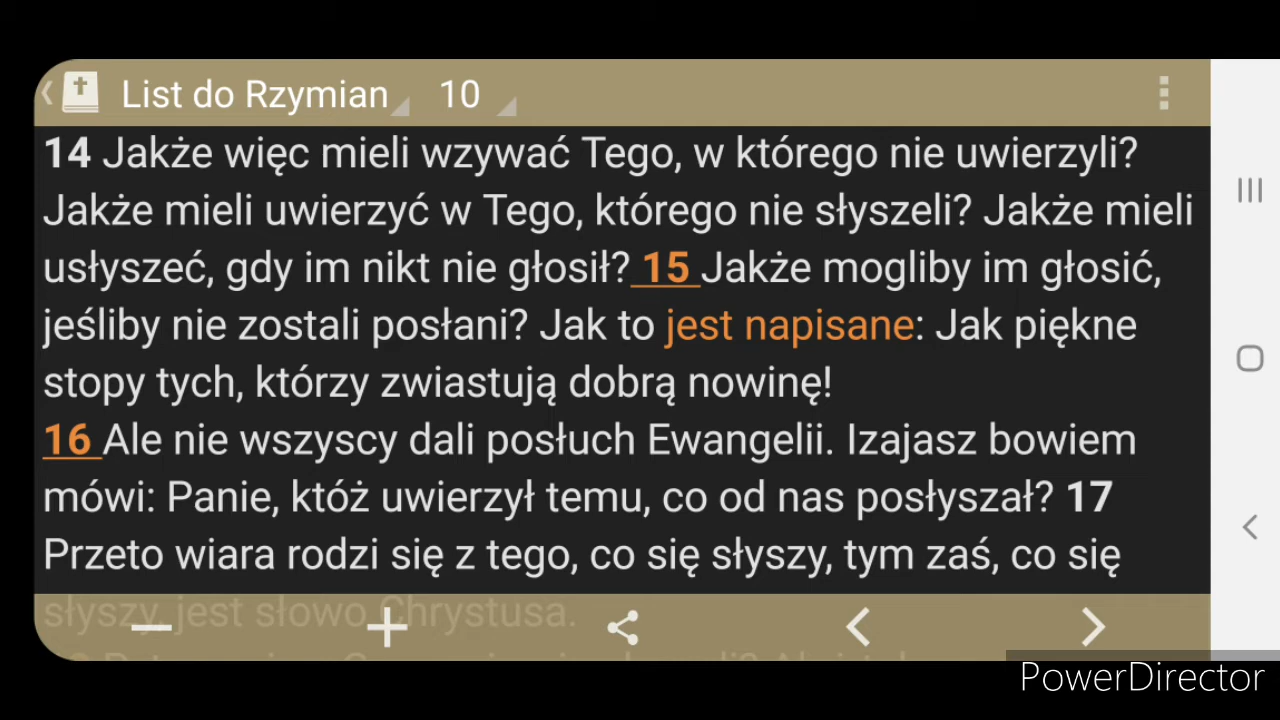 List do Rzymian 10
14 Jakże więc mieli wzywać Tego, w którego nie uwierzyli?
Jakże mieli uwierzyć w Tego, którego nie słyszeli? Jakże mieli
usłyszeć, gdy im nikt nie głosił? 15 Jakże mogliby im głosić,
jeśliby nie zostali posłani? Jak to jest napisane: Jak piękne
stopy tych, którzy zwiastują dobrą nowinę!
16 Ale nie wszyscy dali posłuch Ewangelii. Izajasz bowiem
mówi: Panie, któż uwierzył temu, co od nas posłyszał? 17
Przeto wiara rodzi się z tego, co się słyszy, tym zaś, co się
słyszy, jest słowo Chrystusa.
PowerDirector